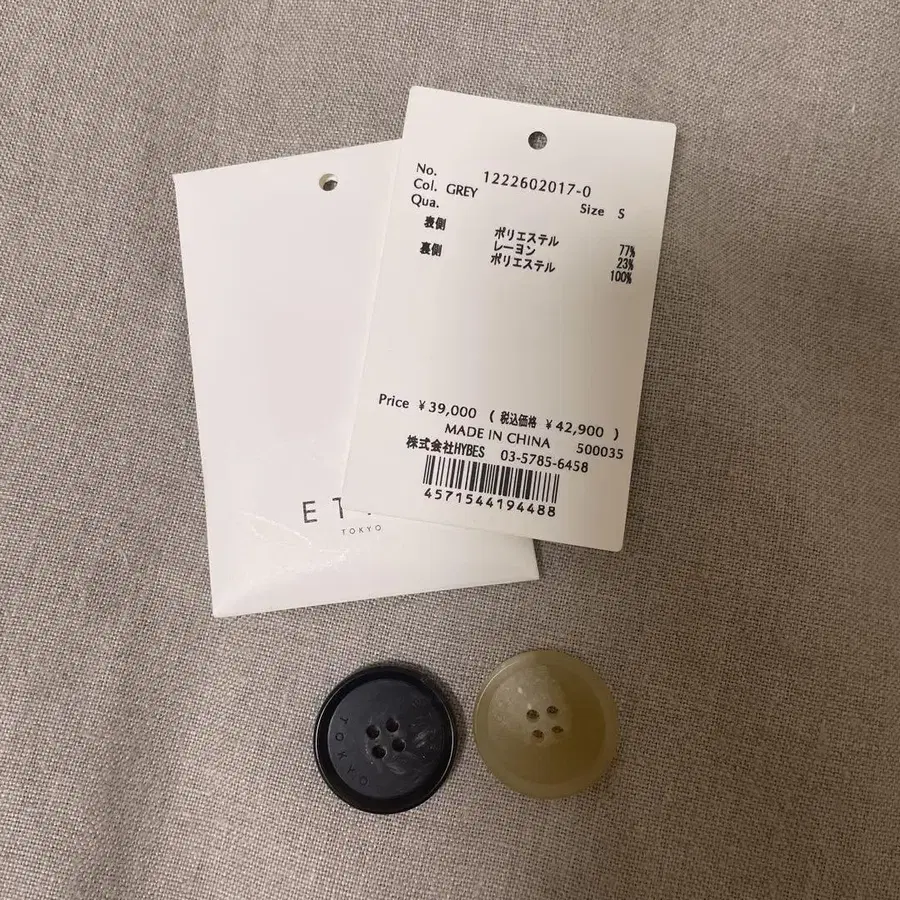 No. 1222602017-0
Col. GREY Size S
Qua.
表側 ポリエステル 77%
レーヨン 23%
裏側 ポリエステル 100%
Price ¥39,000 (税込価格 ¥42,900)
MADE IN CHINA 500035
株式会社HYBES 03-5785-6458
4571544194488
TOKYO
TOKYO